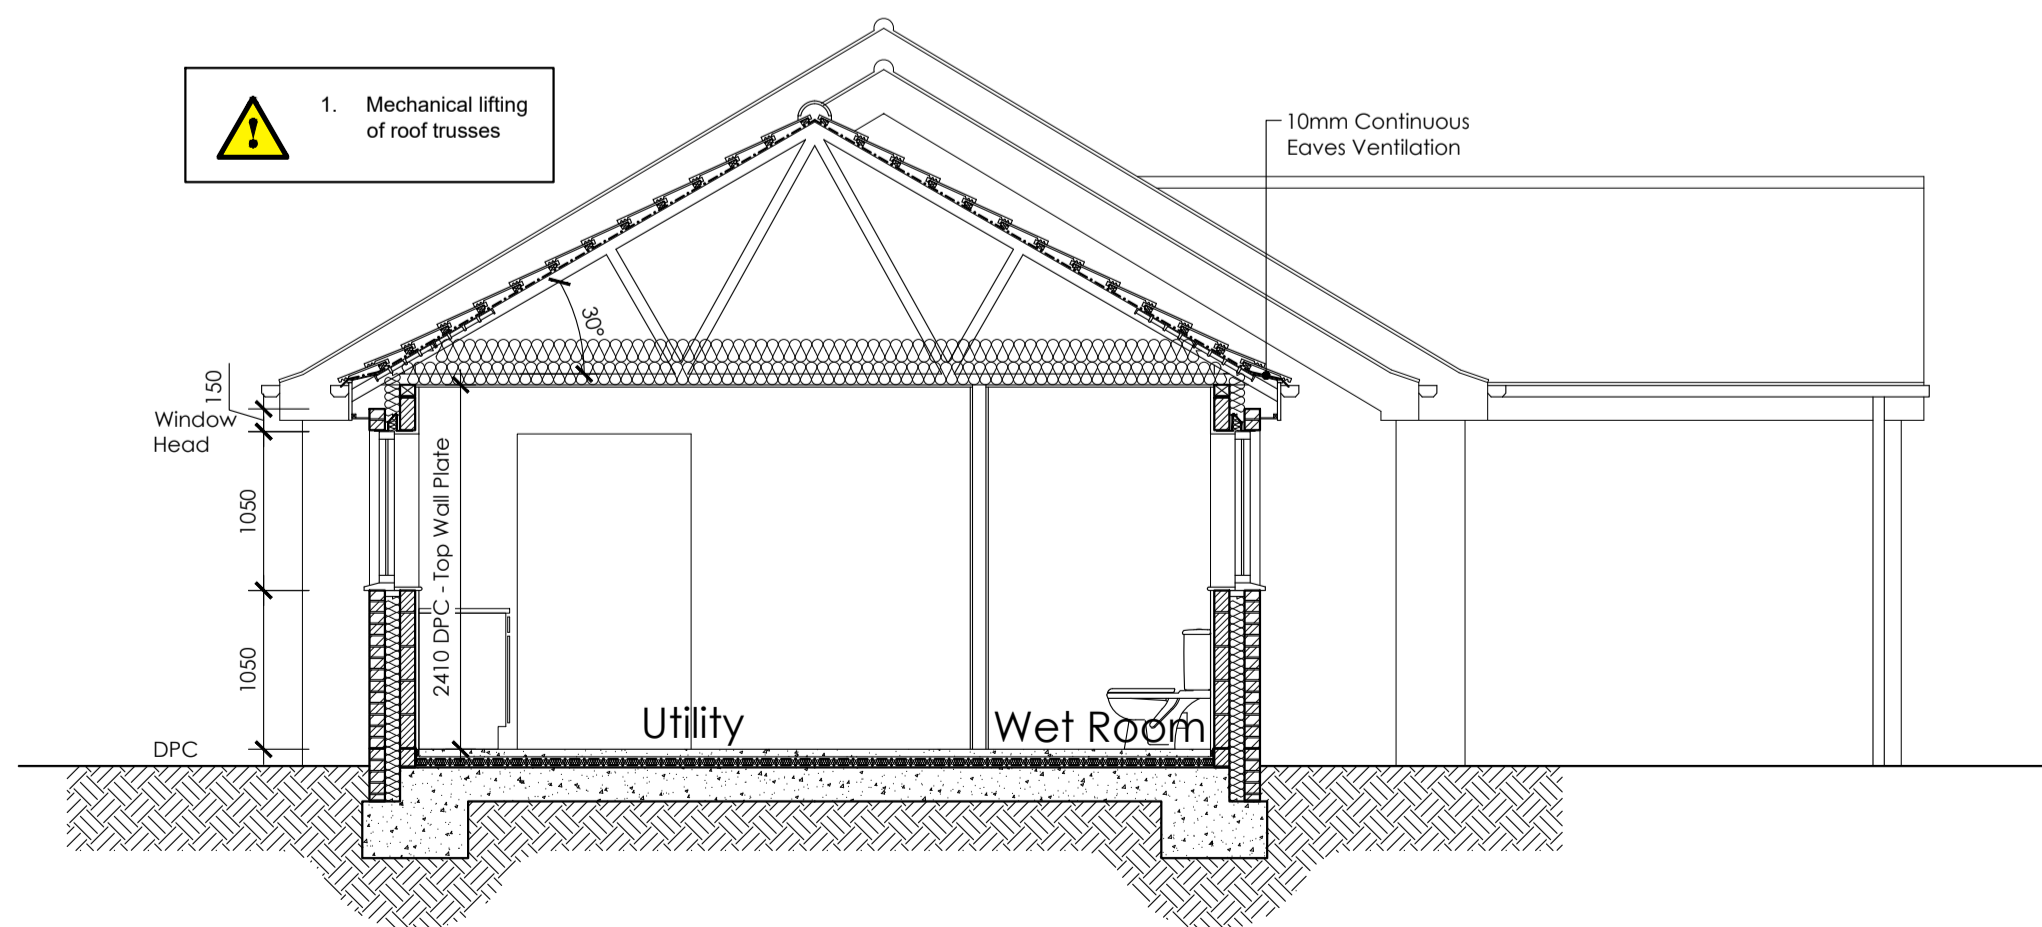 1. Mechanical lifting
of roof trusses
10mm Continuous
Eaves Ventilation
30°
150
Window
Head
1050
2410 DPC - Top Wall Plate
1050
Utility
Wet Room
DPC